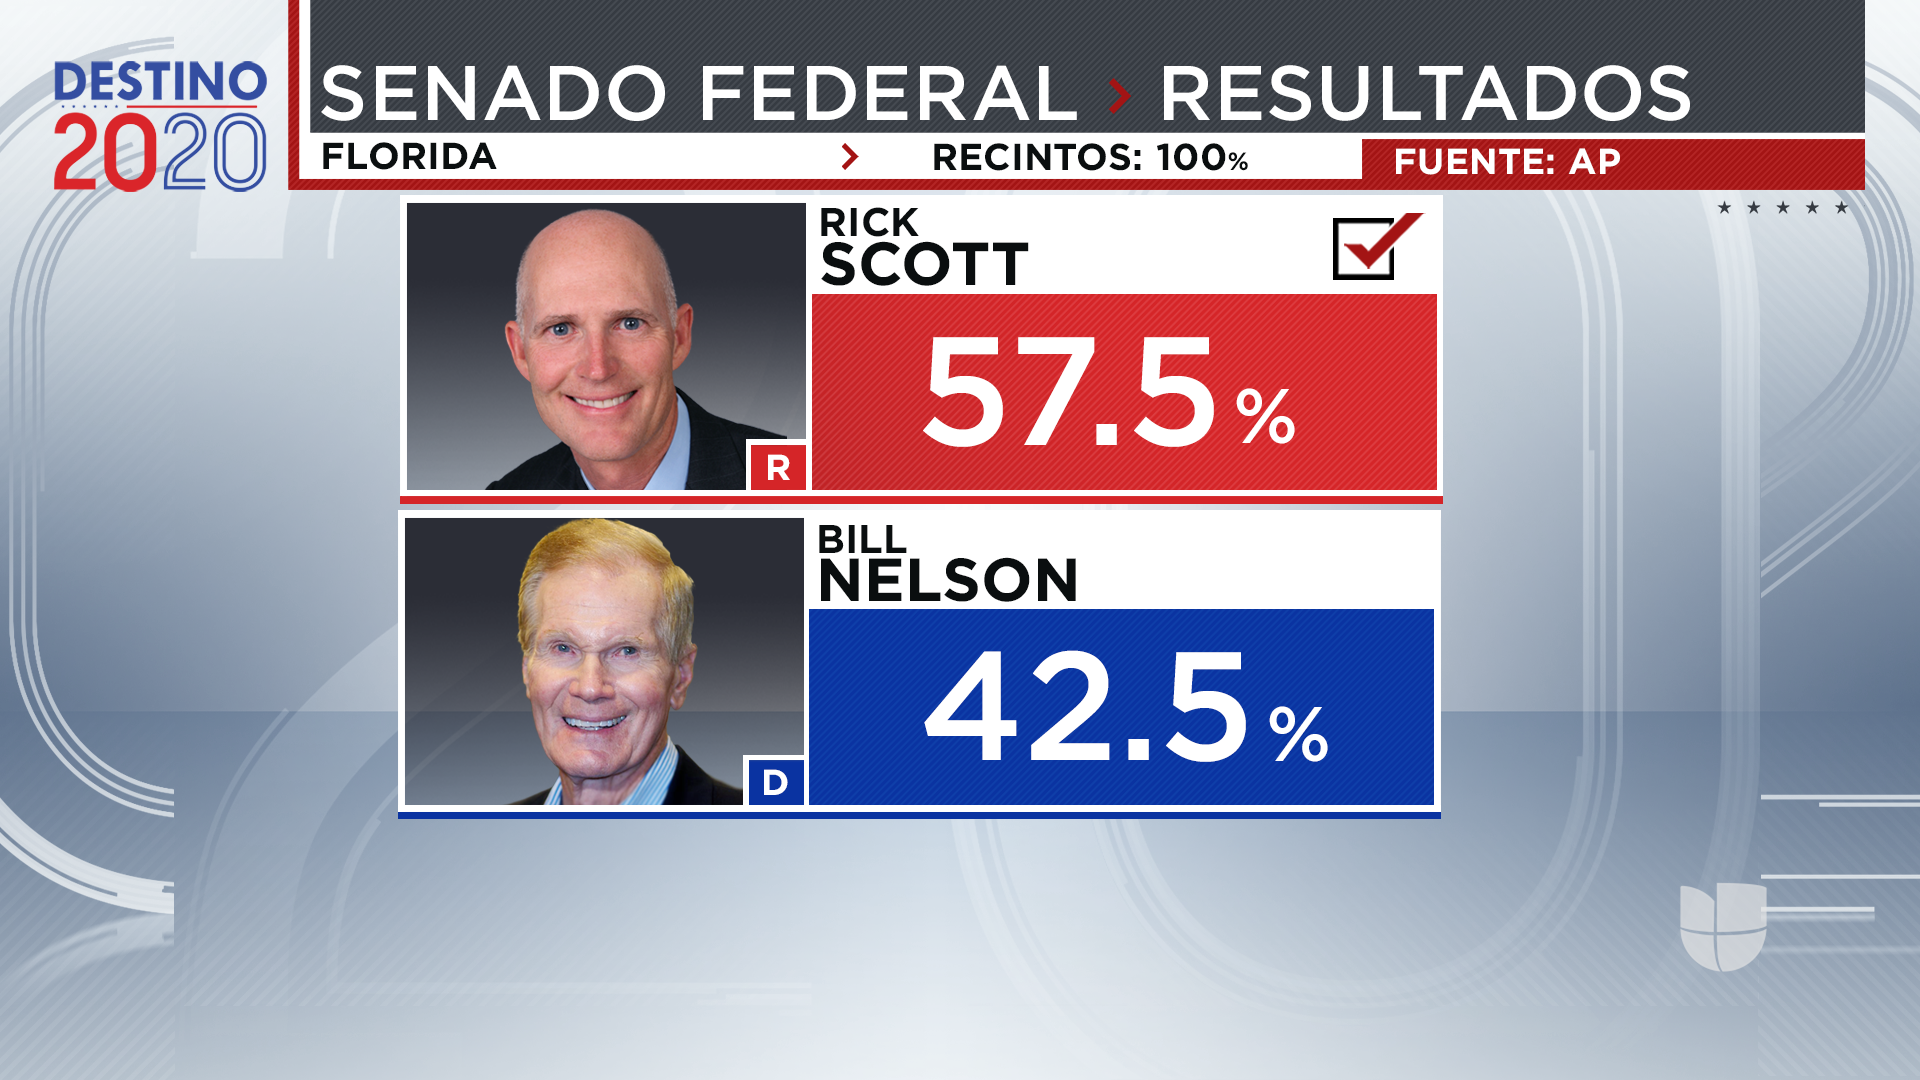 DESTINO
2020
SENADO FEDERAL > RESULTADOS
FLORIDA > RECINTOS: 100%
FUENTE: AP
RICK
SCOTT
57.5%
R
BILL
NELSON
42.5%
D